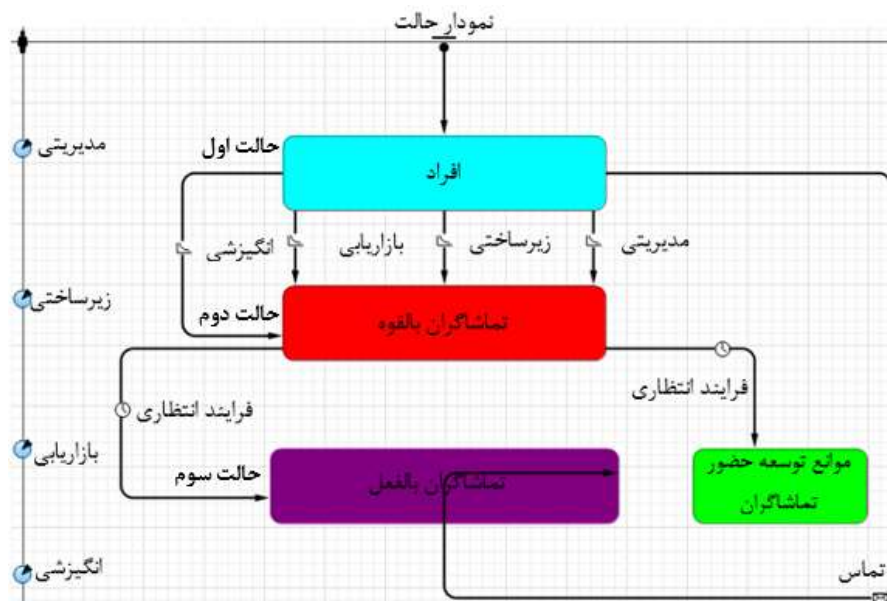 نمودار حالت
مدیریتی
حالت اول
افراد
انگیزشی
بازاریابی
زیرساختی
مدیریتی
زیرساختی
حالت دوم
تماشاگران بالقوه
فرایند انتظاری
فرایند انتظاری
بازاریابی
حالت سوم
تماشاگران بالفعل
موانع توسعه حضور
تماشاگران
انگیزشی
تماس